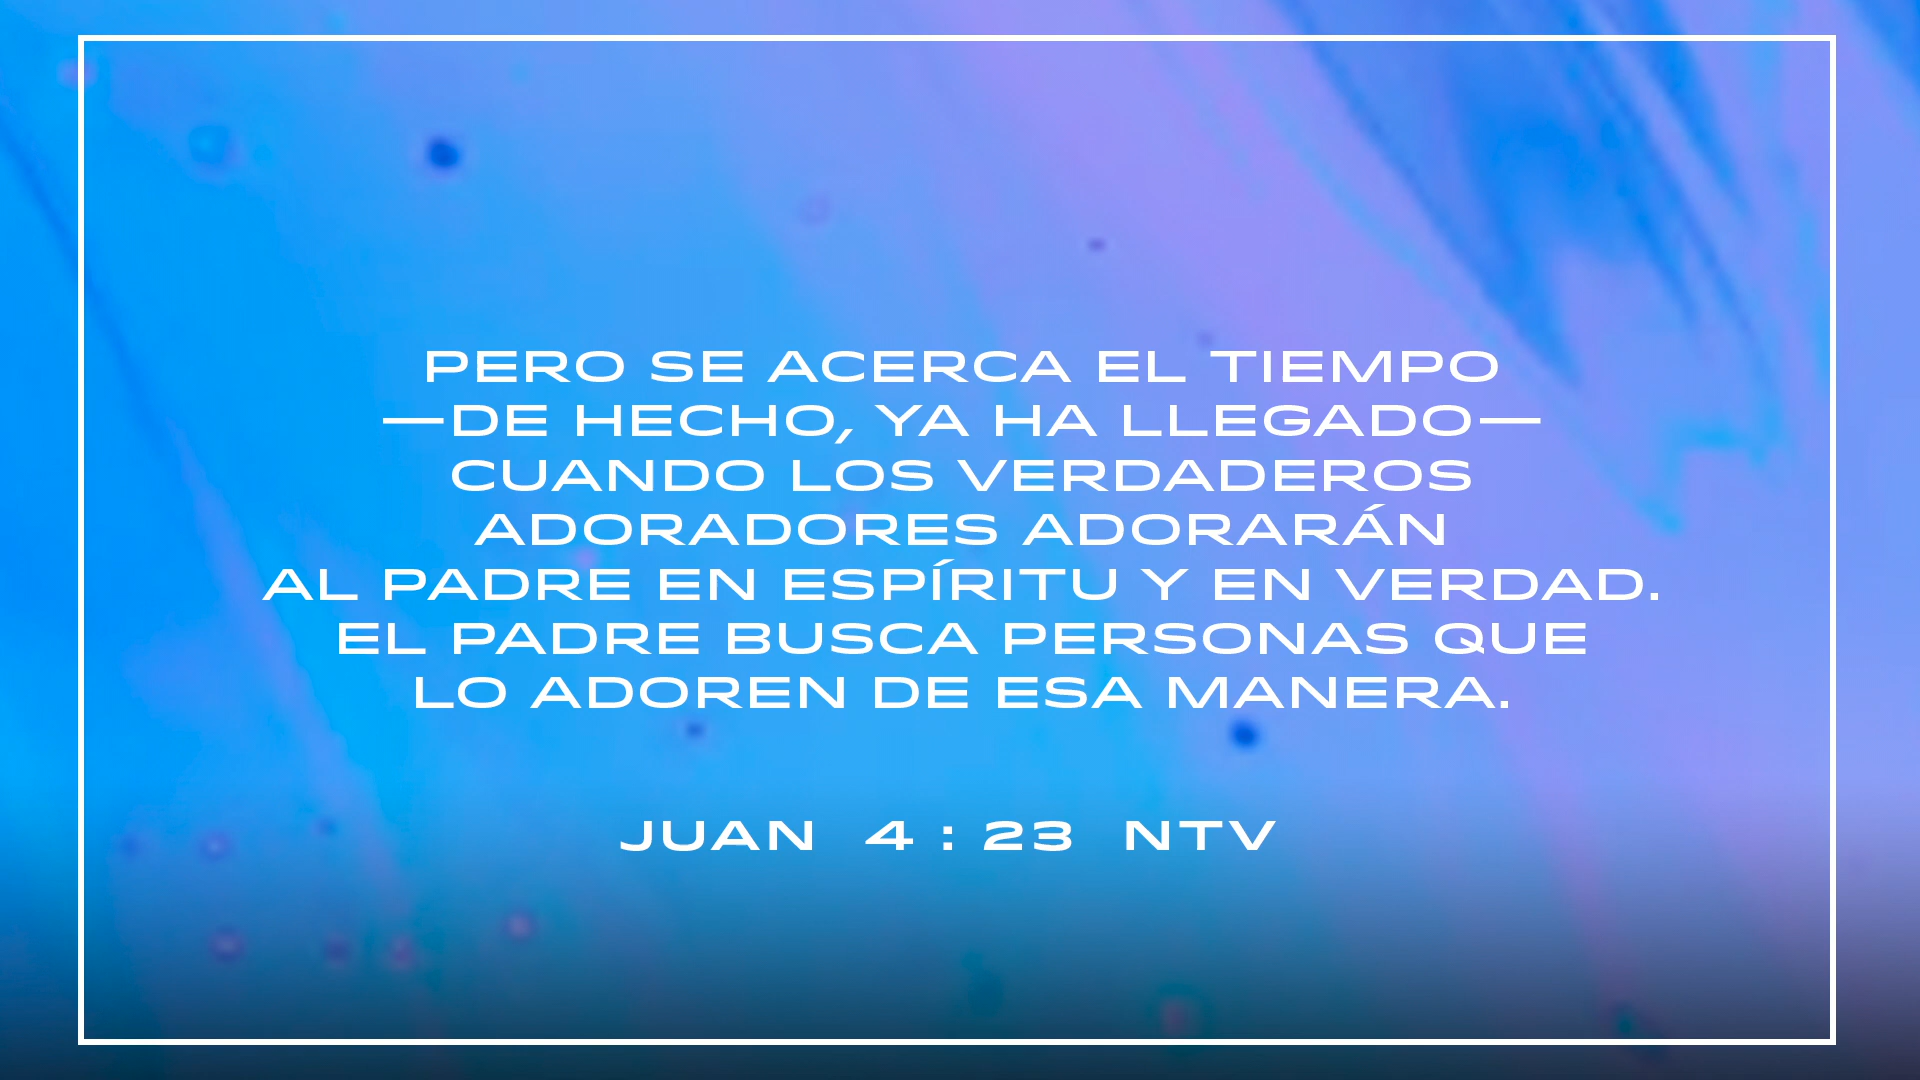 PERO SE ACERCA EL TIEMPO
—DE HECHO, YA HA LLEGADO—
CUANDO LOS VERDADEROS
ADORADORES ADORARÁN
AL PADRE EN ESPÍRITU Y EN VERDAD.
EL PADRE BUSCA PERSONAS QUE
LO ADOREN DE ESA MANERA.
JUAN 4 : 23 NTV